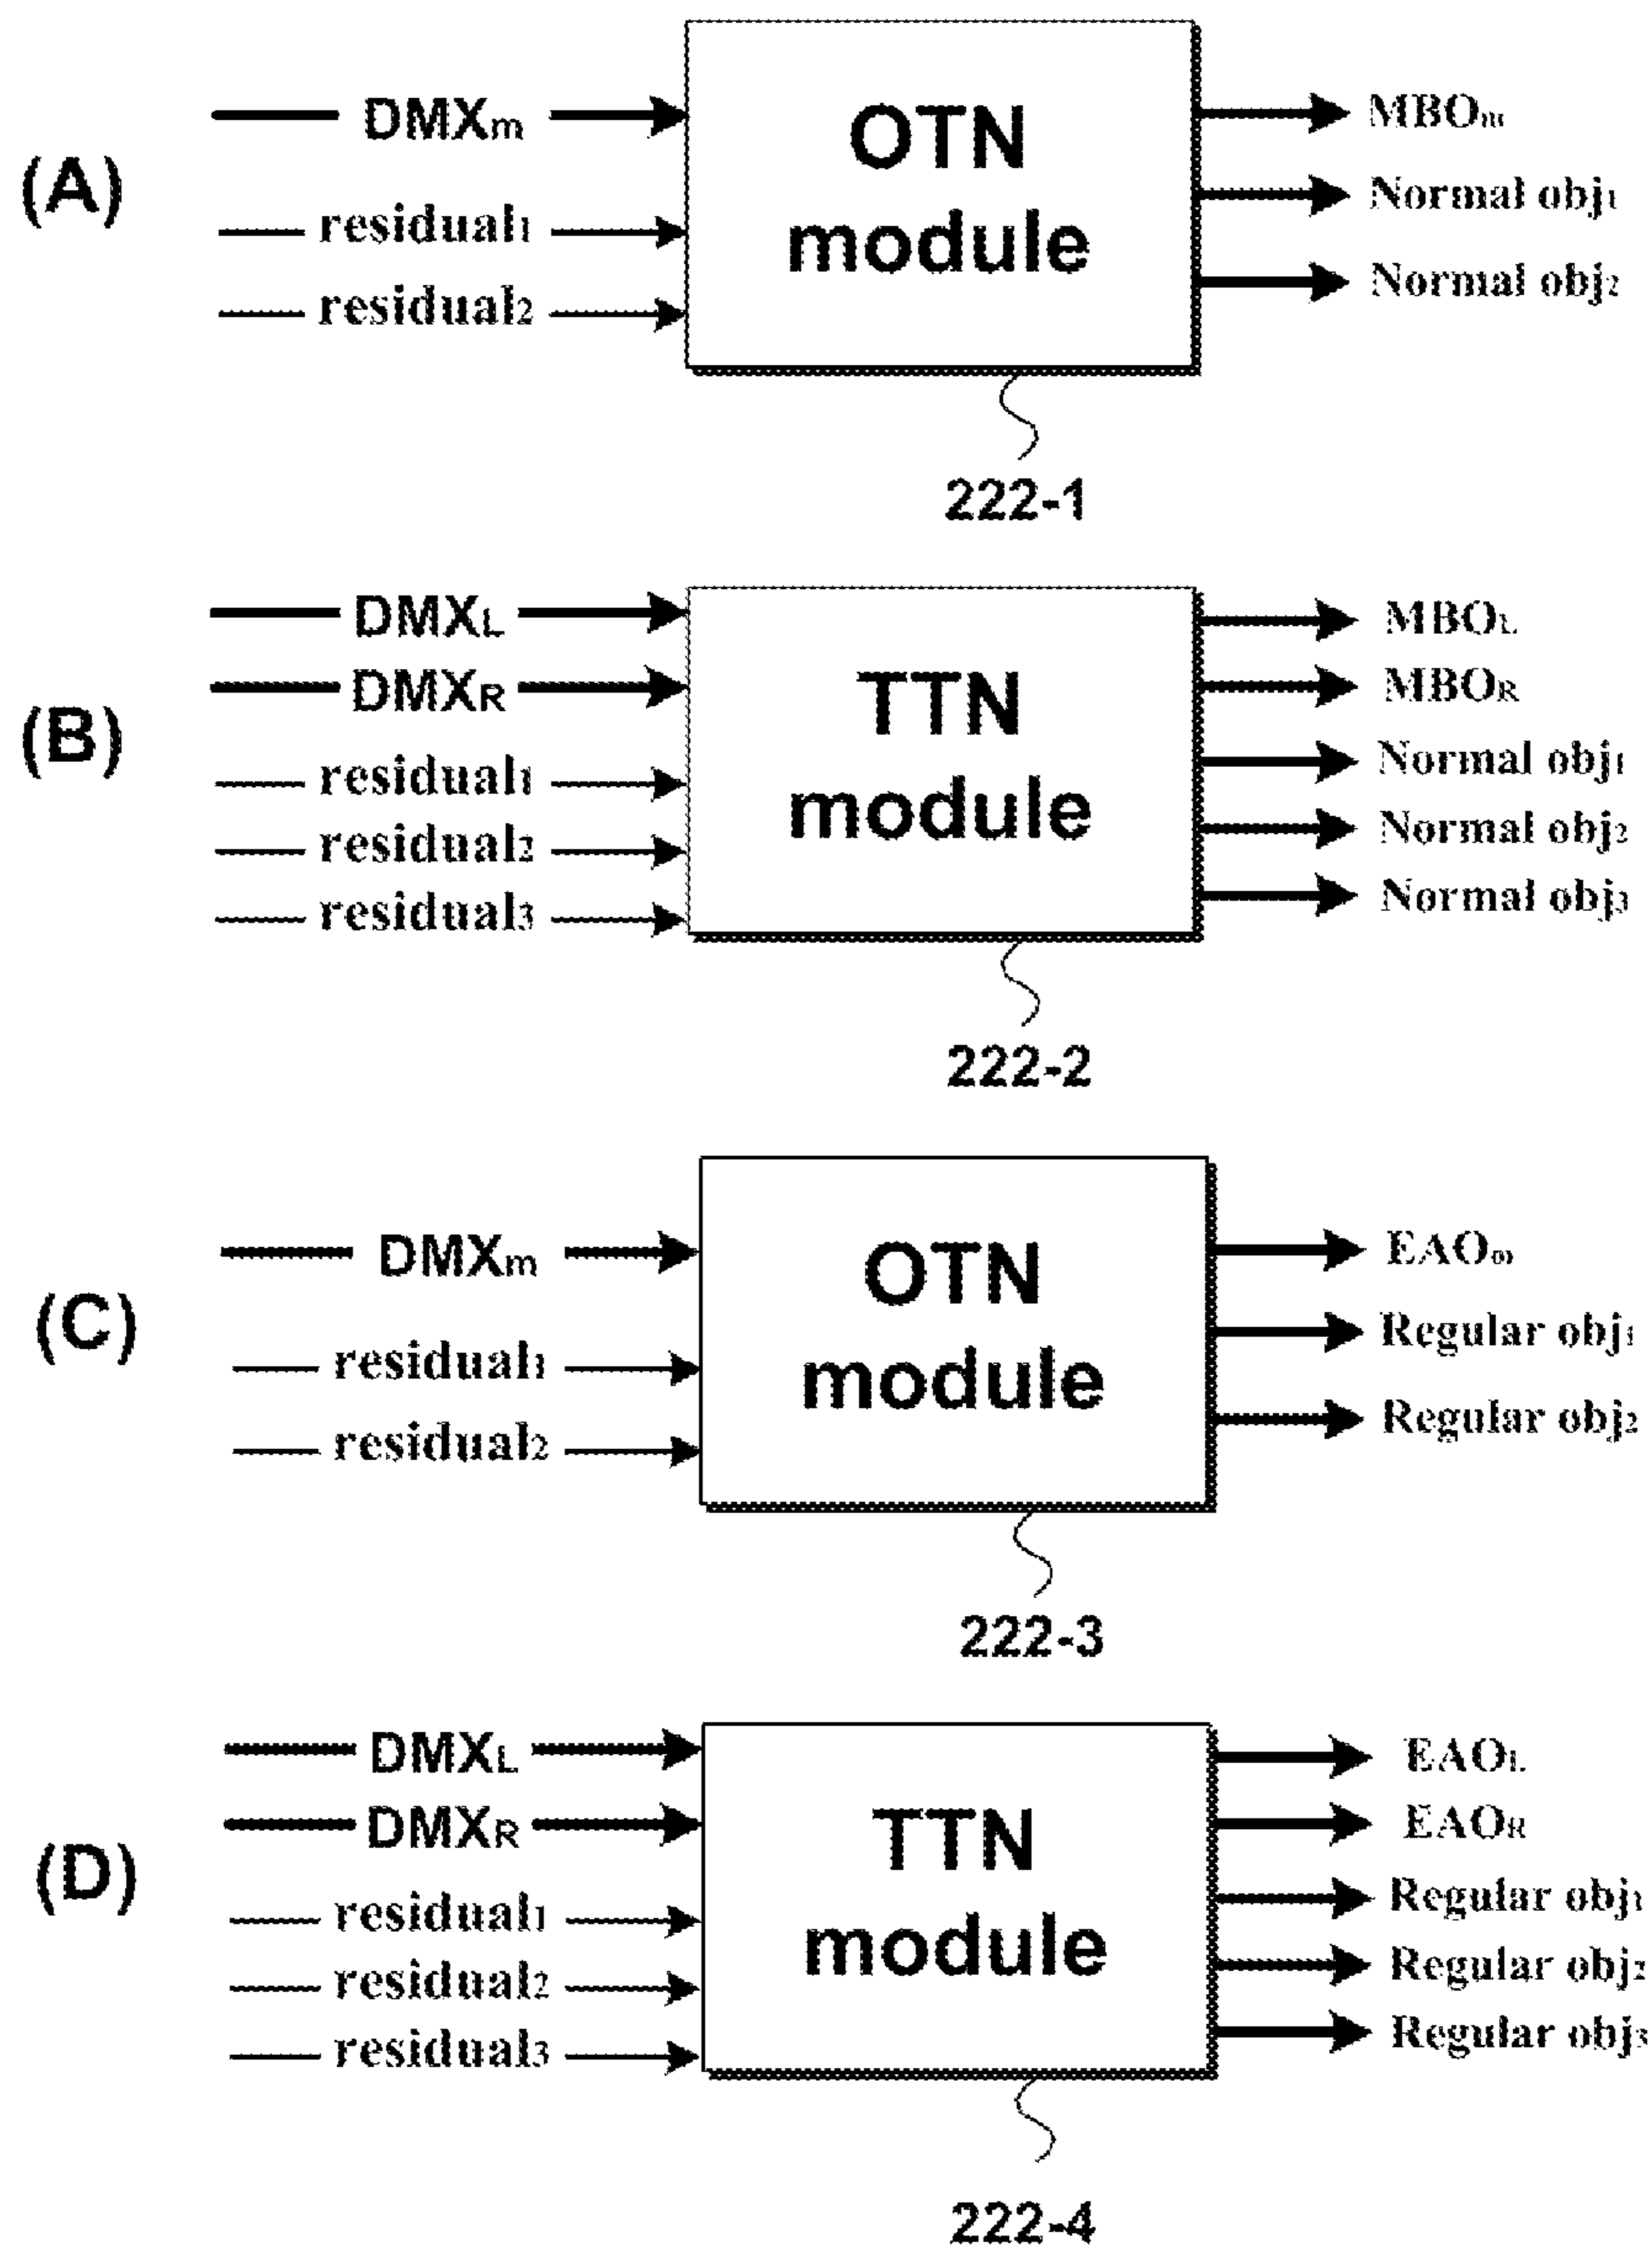 (A)
DMXm
residual1
residual2
OTN
module
MBOm
Normal obj1
Normal obj2
222-1
(B)
DMXL
DMXR
residual1
residual2
residual3
TTN
module
MBOL
MBOR
Normal obj1
Normal obj2
Normal obj3
222-2
(C)
DMXm
residual1
residual2
OTN
module
EAOm
Regular obj1
Regular obj2
222-3
(D)
DMXL
DMXR
residual1
residual2
residual3
TTN
module
EAOL
EAOR
Regular obj1
Regular obj2
Regular obj3
222-4